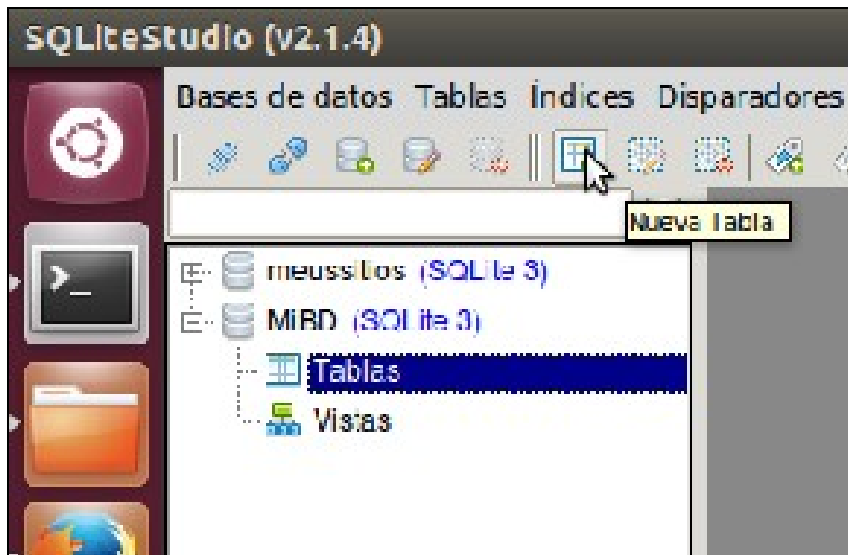 SQLiteStudio (v2.1.4)
Bases de datos Tablas Índices Disparadores
Nueva Tabla
meussitios (SQLite 3)
MiBD (SQLite 3)
Tablas
Vistas